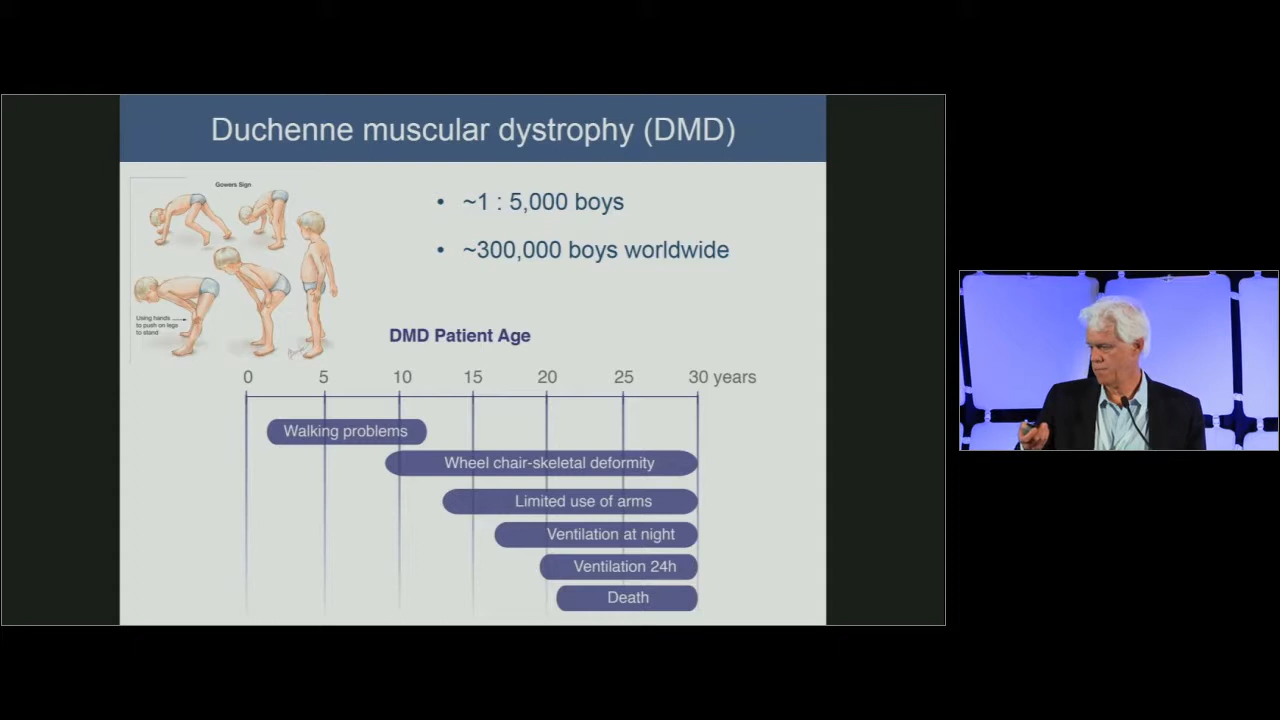 Duchenne muscular dystrophy (DMD)
Gowers Sign
Using hands
to push on legs
to stand
• ~1 : 5,000 boys
• ~300,000 boys worldwide
DMD Patient Age
0 5 10 15 20 25 30 years
Walking problems
Wheel chair-skeletal deformity
Limited use of arms
Ventilation at night
Ventilation 24h
Death